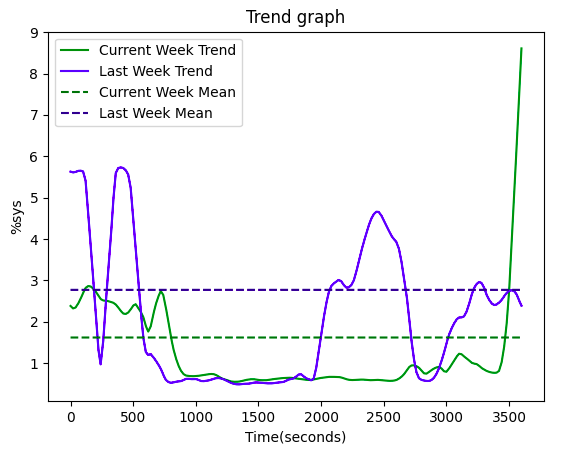 Trend graph
Current Week Trend
Last Week Trend
Current Week Mean
Last Week Mean
%sys
9
8
7
6
5
4
3
2
1
0 500 1000 1500 2000 2500 3000 3500
Time(seconds)